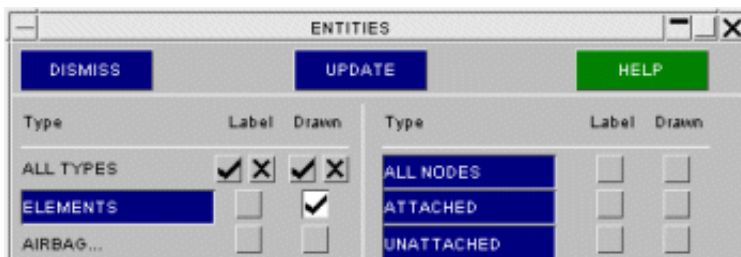 ENTITIES
DISMISS UPDATE HELP
Type Label Drawn Type Label Drawn
ALL TYPES ALL NODES
ELEMENTS ATTACHED
AIRBAG... UNATTACHED